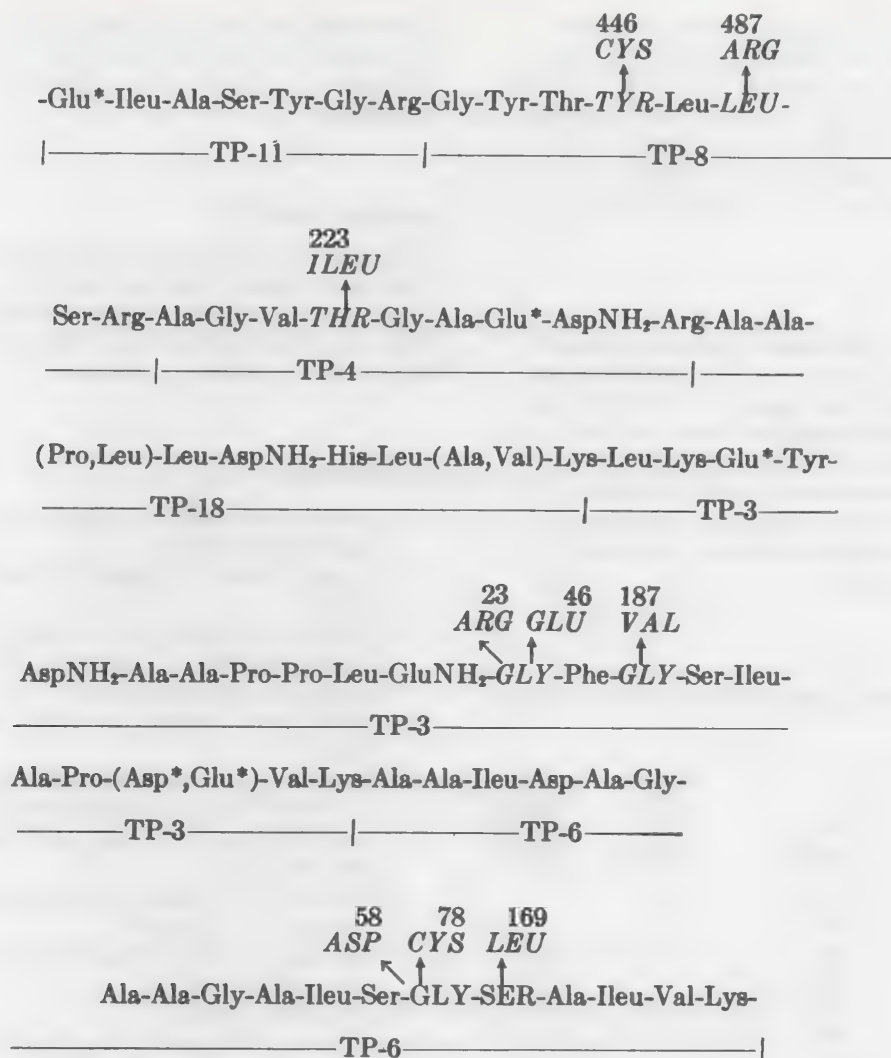 446 487
CYS ARG
-Glu*-Ileu-Ala-Ser-Tyr-Gly-Arg-Gly-Tyr-Thr-TYR-Leu-LEU-
TP-11 TP-8
223
ILEU
Ser-Arg-Ala-Gly-Val-THR-Gly-Ala-Glu*-AspNH₂-Arg-Ala-Ala-
TP-4
(Pro,Leu)-Leu-AspNH₂-His-Leu-(Ala,Val)-Lys-Leu-Lys-Glu*-Tyr-
TP-18 TP-3
23 46 187
ARG GLU VAL
AspNH₂-Ala-Ala-Pro-Pro-Leu-GluNH₂-GLY-Phe-GLY-Ser-Ileu-
TP-3
Ala-Pro-(Asp*,Glu*)-Val-Lys-Ala-Ala-Ileu-Asp-Ala-Gly-
TP-3 TP-6
58 78 169
ASP CYS LEU
Ala-Ala-Gly-Ala-Ileu-Ser-GLY-SER-Ala-Ileu-Val-Lys-
TP-6